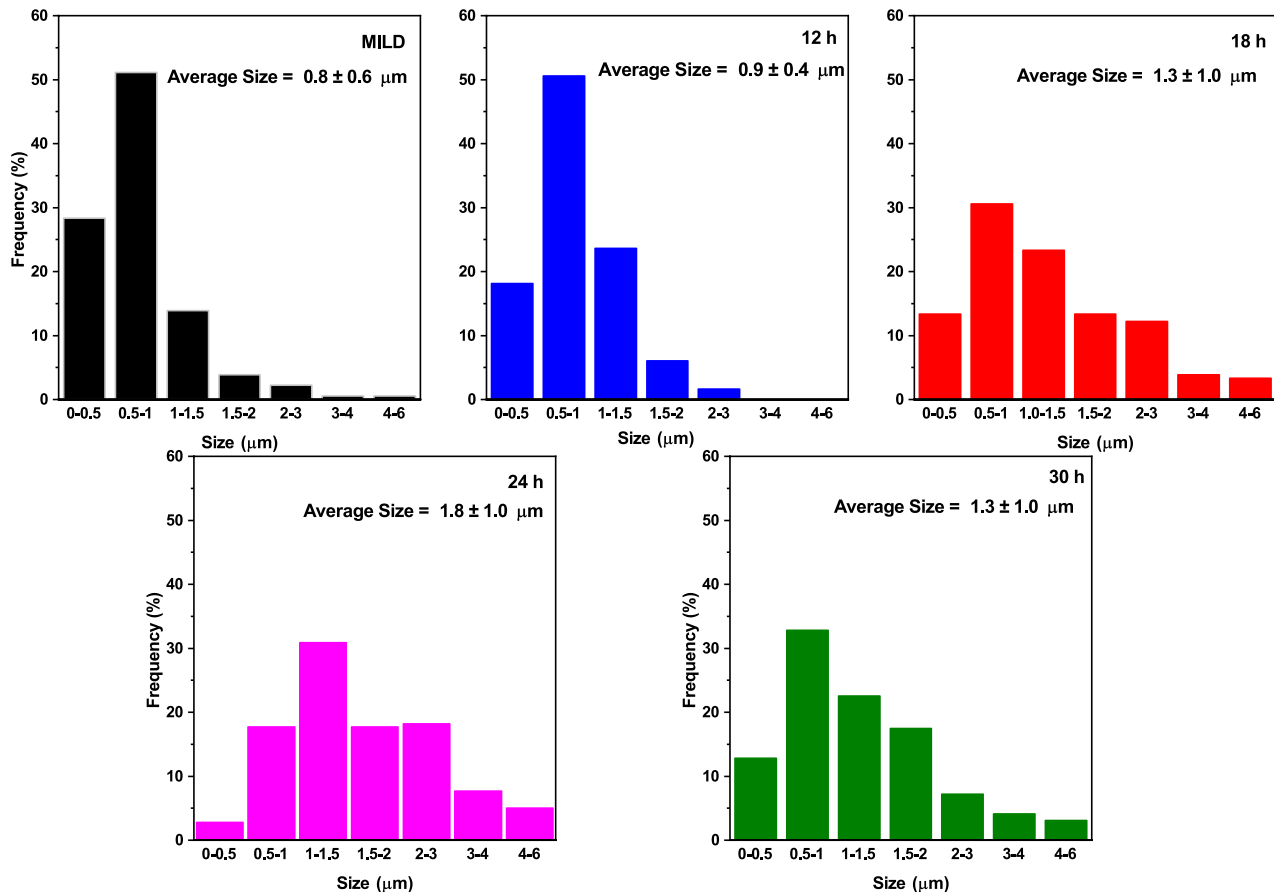 MILD
Average Size = 0.8 ± 0.6 μm
Frequency (%)
60
50
40
30
20
10
0
0-0.5 0.5-1 1-1.5 1.5-2 2-3 3-4 4-6
Size (μm)
12 h
Average Size = 0.9 ± 0.4 μm
60
50
40
30
20
10
0
0-0.5 0.5-1 1-1.5 1.5-2 2-3 3-4 4-6
Size (μm)
18 h
Average Size = 1.3 ± 1.0 μm
60
50
40
30
20
10
0
0-0.5 0.5-1 1.0-1.5 1.5-2 2-3 3-4 4-6
Size (μm)
24 h
Average Size = 1.8 ± 1.0 μm
Frequency (%)
60
50
40
30
20
10
0
0-0.5 0.5-1 1-1.5 1.5-2 2-3 3-4 4-6
Size (μm)
30 h
Average Size = 1.3 ± 1.0 μm
Frequency (%)
60
50
40
30
20
10
0
0-0.5 0.5-1 1-1.5 1.5-2 2-3 3-4 4-6
Size (μm)